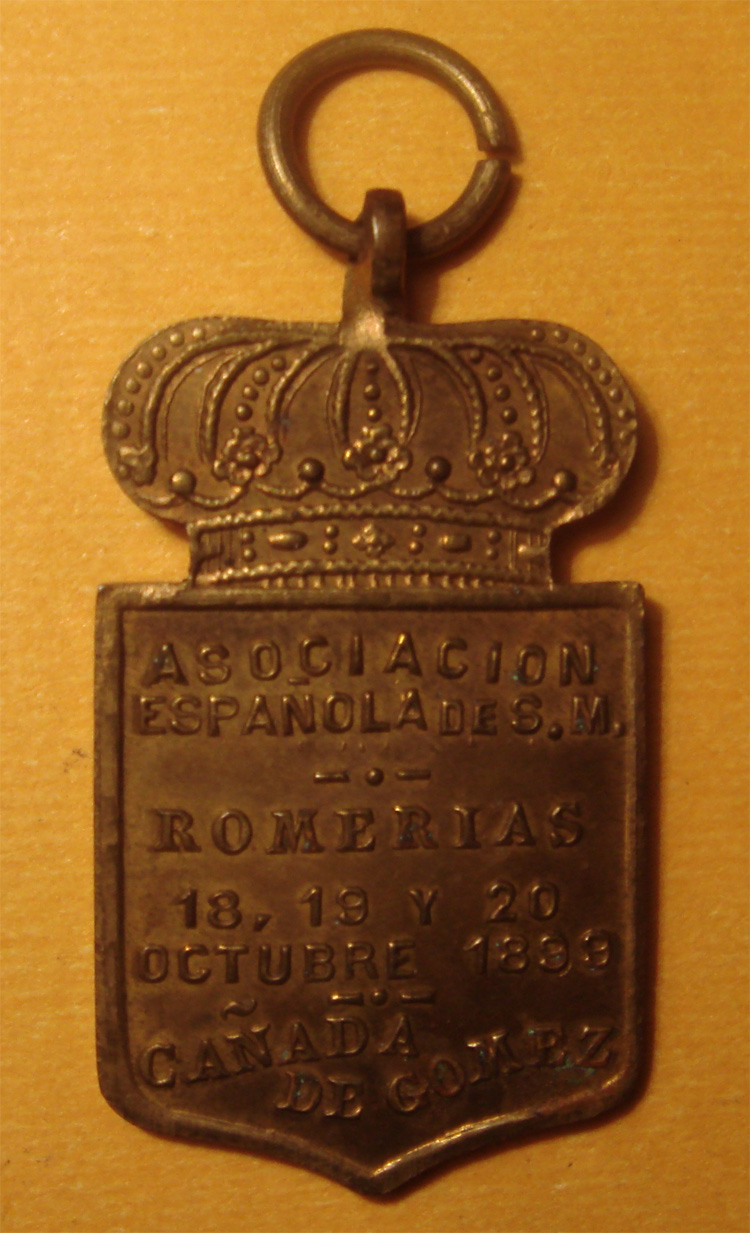 ASOCIACION
ESPAÑOLA DE S. M.
ROMERIAS
18, 19 Y 20
OCTUBRE 1899
CAÑADA
DE GOMEZ